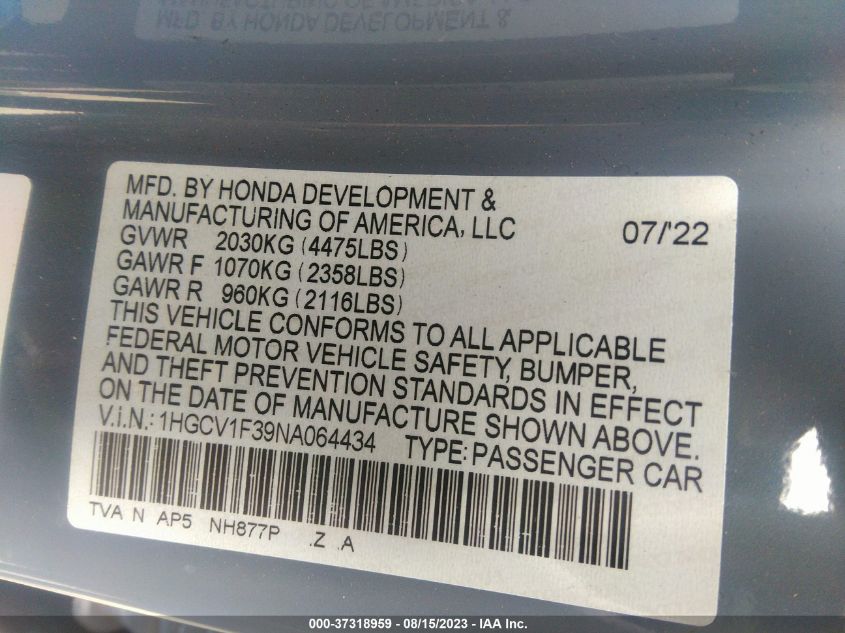 MFD. BY HONDA DEVELOPMENT &
MANUFACTURING OF AMERICA, LLC 07/'22
GVWR 2030KG (4475LBS)
GAWR F 1070KG (2358LBS)
GAWR R 960KG (2116LBS)
THIS VEHICLE CONFORMS TO ALL APPLICABLE
FEDERAL MOTOR VEHICLE SAFETY, BUMPER,
AND THEFT PREVENTION STANDARDS IN EFFECT
ON THE DATE OF MANUFACTURE SHOWN ABOVE.
V.i.N.: 1HGCV1F39NA064434 TYPE: PASSENGER CAR
TVA N AP5 NH877P .Z .A
000-37318959 - 08/15/2023 - IAA Inc.